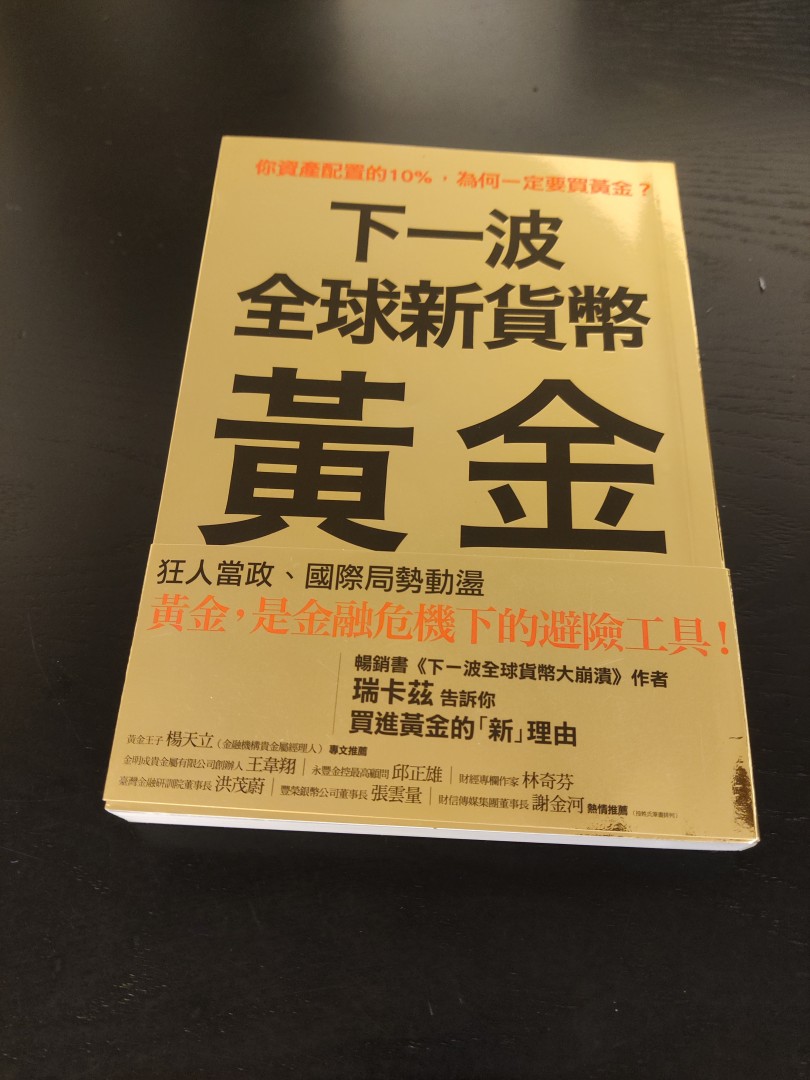 你資產配置的10%，為何一定要買黃金？
下一波
全球新貨幣
黃金
狂人當政、國際局勢動盪
黃金，是金融危機下的避險工具！
暢銷書《下一波全球貨幣大崩潰》作者
瑞卡茲 告訴你
買進黃金的「新」理由
黃金王子 楊天立（金融機構貴金屬經理人）專文推薦
金明成貴金屬有限公司創辦人 王韋翔｜永豐金控最高顧問 邱正雄｜財經專欄作家 林奇芬
臺灣金融研訓院董事長 洪茂蔚｜豐榮銀幣公司董事長 張雲量｜財信傳媒集團董事長 謝金河 熱情推薦